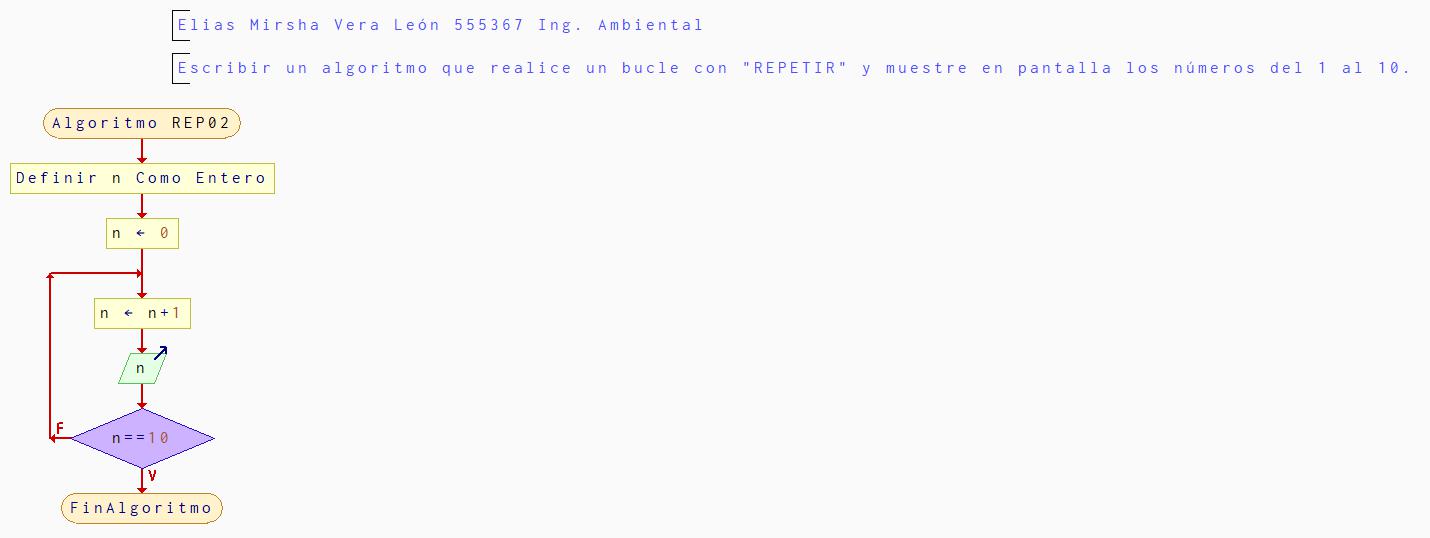 Elias Mirsha Vera León 555367 Ing. Ambiental
Escribir un algoritmo que realice un bucle con "REPETIR" y muestre en pantalla los números del 1 al 10.
Algoritmo REP02
Definir n Como Entero
n ← 0
n ← n+1
n
n==10
F
V
FinAlgoritmo